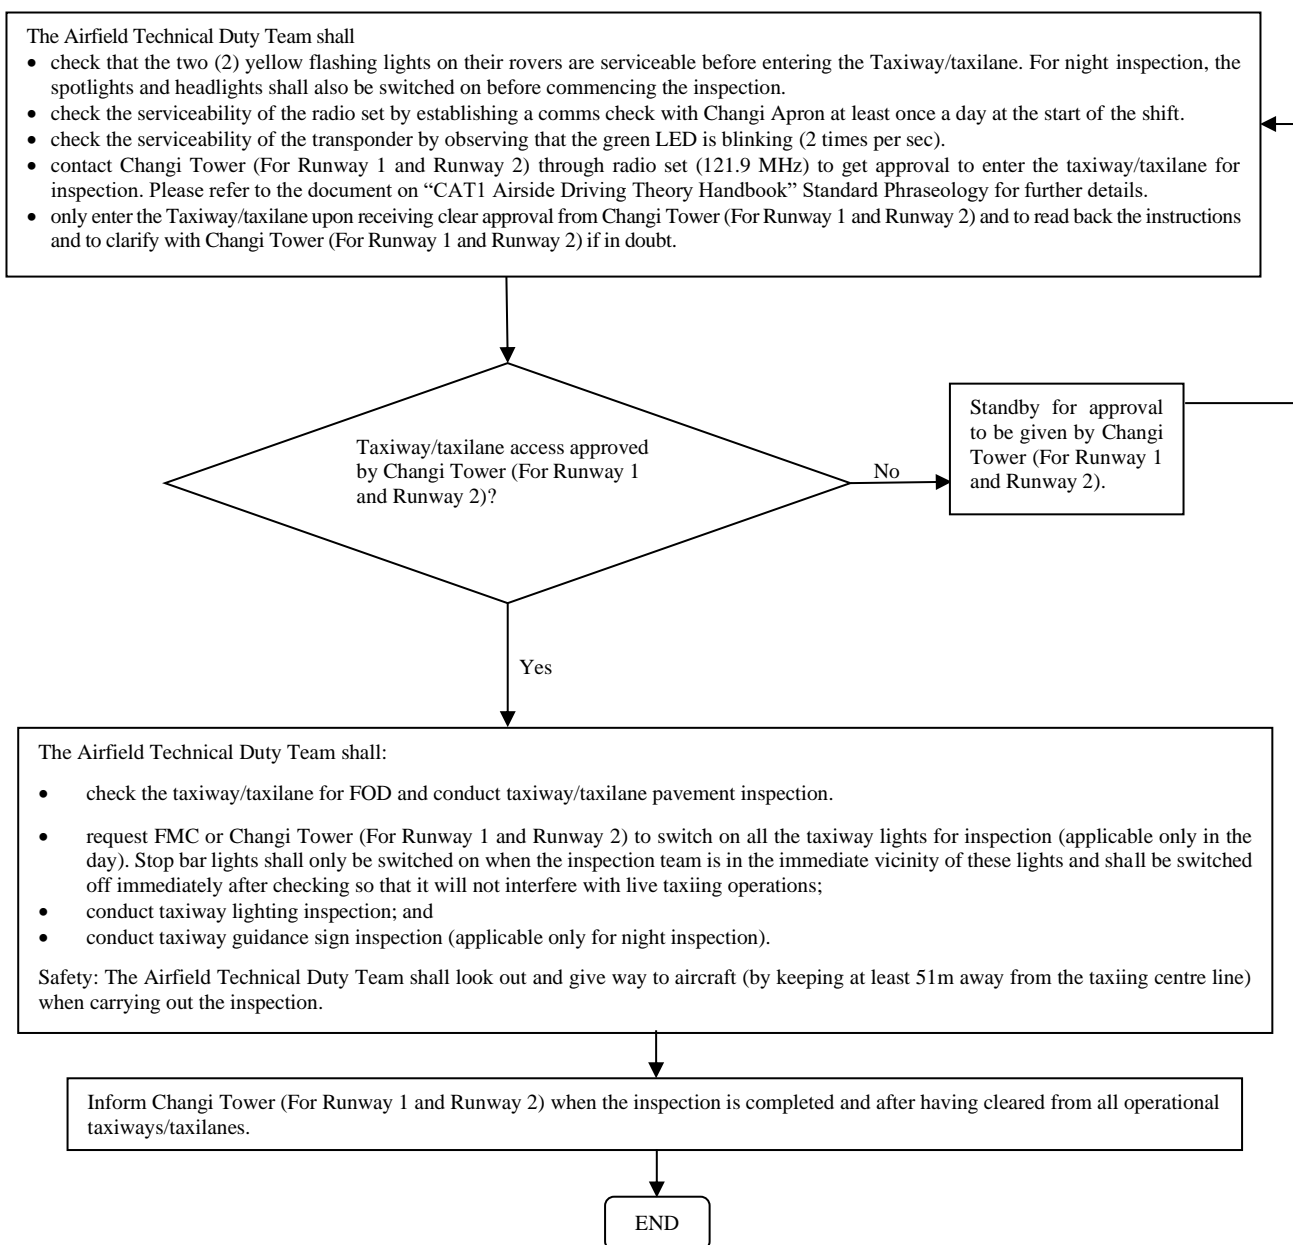 The Airfield Technical Duty Team shall
• check that the two (2) yellow flashing lights on their rovers are serviceable before entering the Taxiway/taxilane. For night inspection, the
spotlights and headlights shall also be switched on before commencing the inspection.
• check the serviceability of the radio set by establishing a comms check with Changi Apron at least once a day at the start of the shift.
• check the serviceability of the transponder by observing that the green LED is blinking (2 times per sec).
• contact Changi Tower (For Runway 1 and Runway 2) through radio set (121.9 MHz) to get approval to enter the taxiway/taxilane for
inspection. Please refer to the document on “CAT1 Airside Driving Theory Handbook” Standard Phraseology for further details.
• only enter the Taxiway/taxilane upon receiving clear approval from Changi Tower (For Runway 1 and Runway 2) and to read back the instructions
and to clarify with Changi Tower (For Runway 1 and Runway 2) if in doubt.
Taxiway/taxilane access approved
by Changi Tower (For Runway 1
and Runway 2)?
No
Standby for approval
to be given by Changi
Tower (For Runway 1
and Runway 2).
Yes
The Airfield Technical Duty Team shall:
• check the taxiway/taxilane for FOD and conduct taxiway/taxilane pavement inspection.
• request FMC or Changi Tower (For Runway 1 and Runway 2) to switch on all the taxiway lights for inspection (applicable only in the
day). Stop bar lights shall only be switched on when the inspection team is in the immediate vicinity of these lights and shall be switched
off immediately after checking so that it will not interfere with live taxiing operations;
• conduct taxiway lighting inspection; and
• conduct taxiway guidance sign inspection (applicable only for night inspection).
Safety: The Airfield Technical Duty Team shall look out and give way to aircraft (by keeping at least 51m away from the taxiing centre line)
when carrying out the inspection.
Inform Changi Tower (For Runway 1 and Runway 2) when the inspection is completed and after having cleared from all operational
taxiways/taxilanes.
END